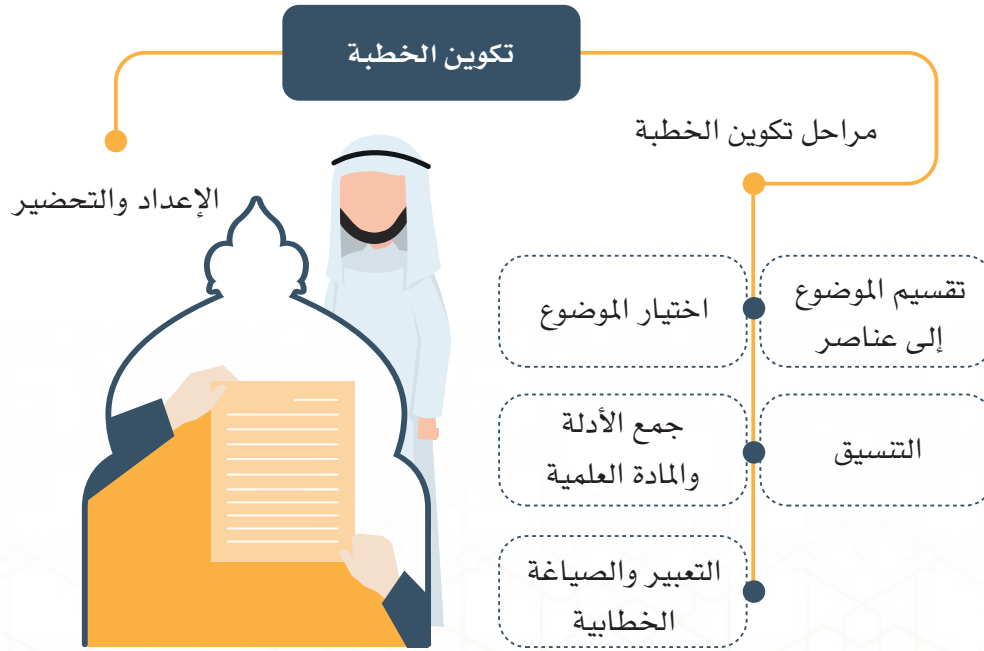 تكوين الخطبة
مراحل تكوين الخطبة
تقسيم الموضوع
إلى عناصر
اختيار الموضوع
التنسيق
جمع الأدلة
والمادة العلمية
التعبير والصياغة
الخطابية
الإعداد والتحضير